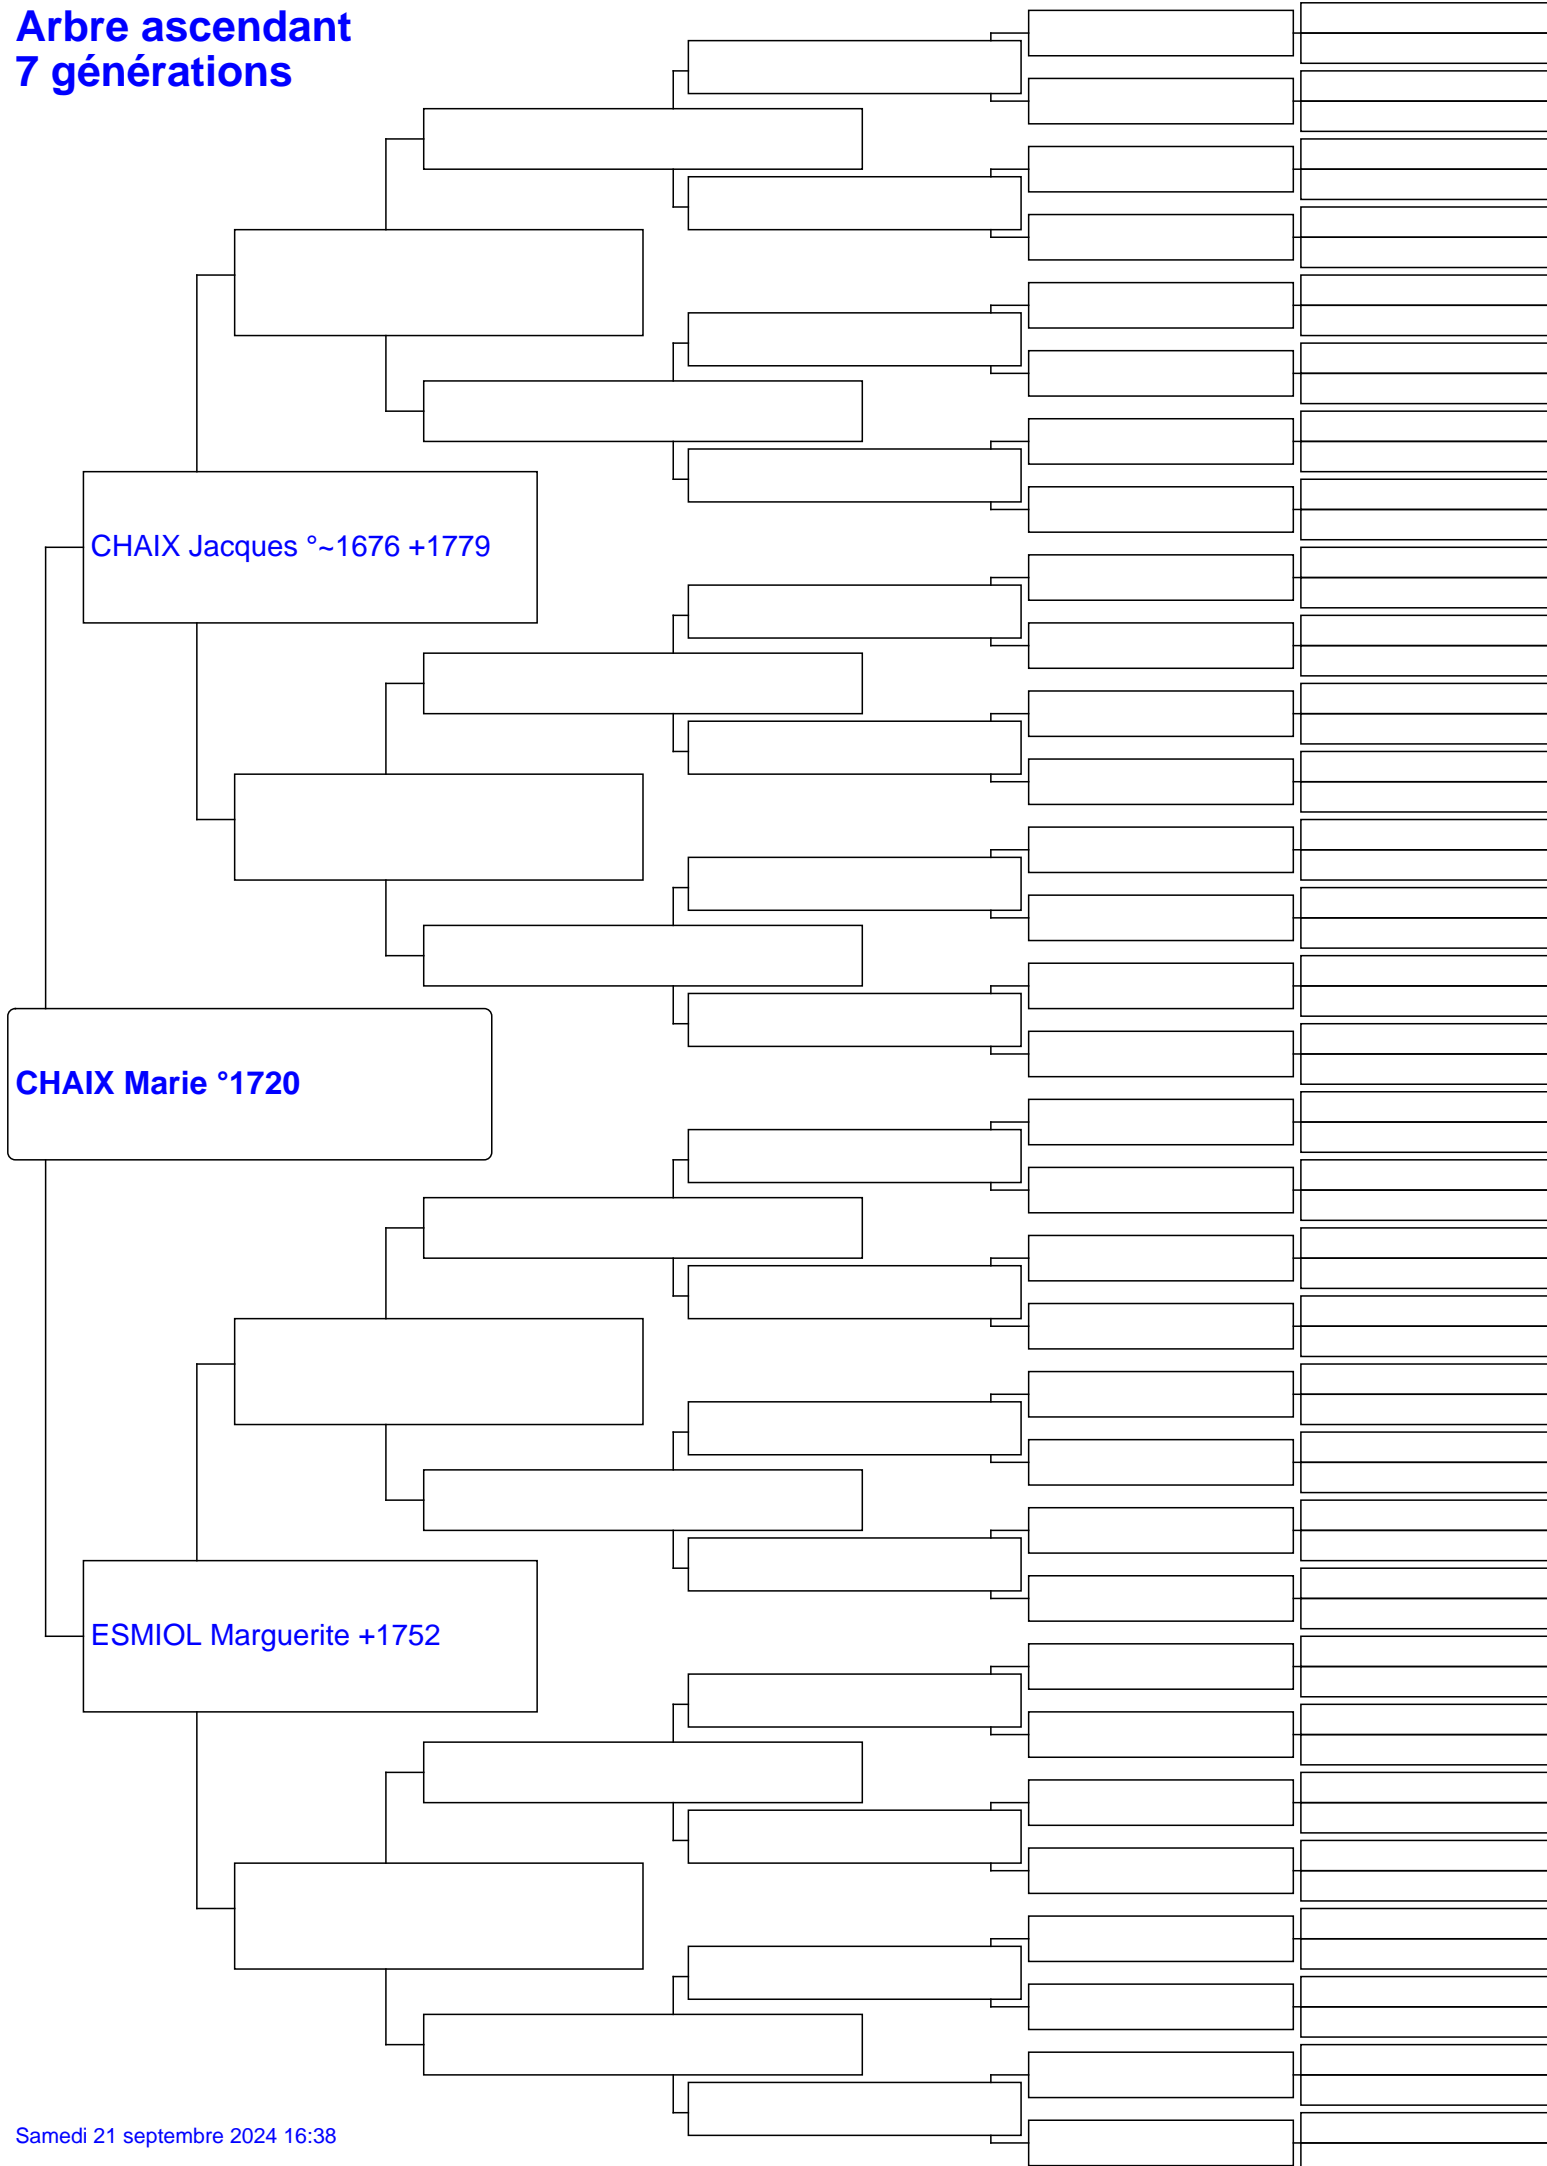 Arbre ascendant
7 générations
CHAIX Jacques °~1676 +1779
CHAIX Marie °1720
ESMIOL Marguerite +1752
Samedi 21 septembre 2024 16:38